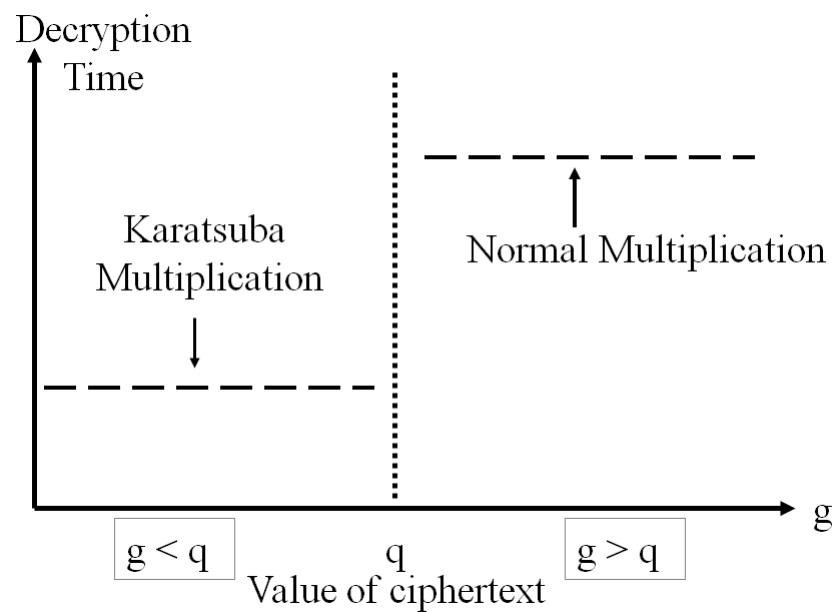 Decryption
Time
Karatsuba
Multiplication
Normal Multiplication
g
g < q
q
g > q
Value of ciphertext